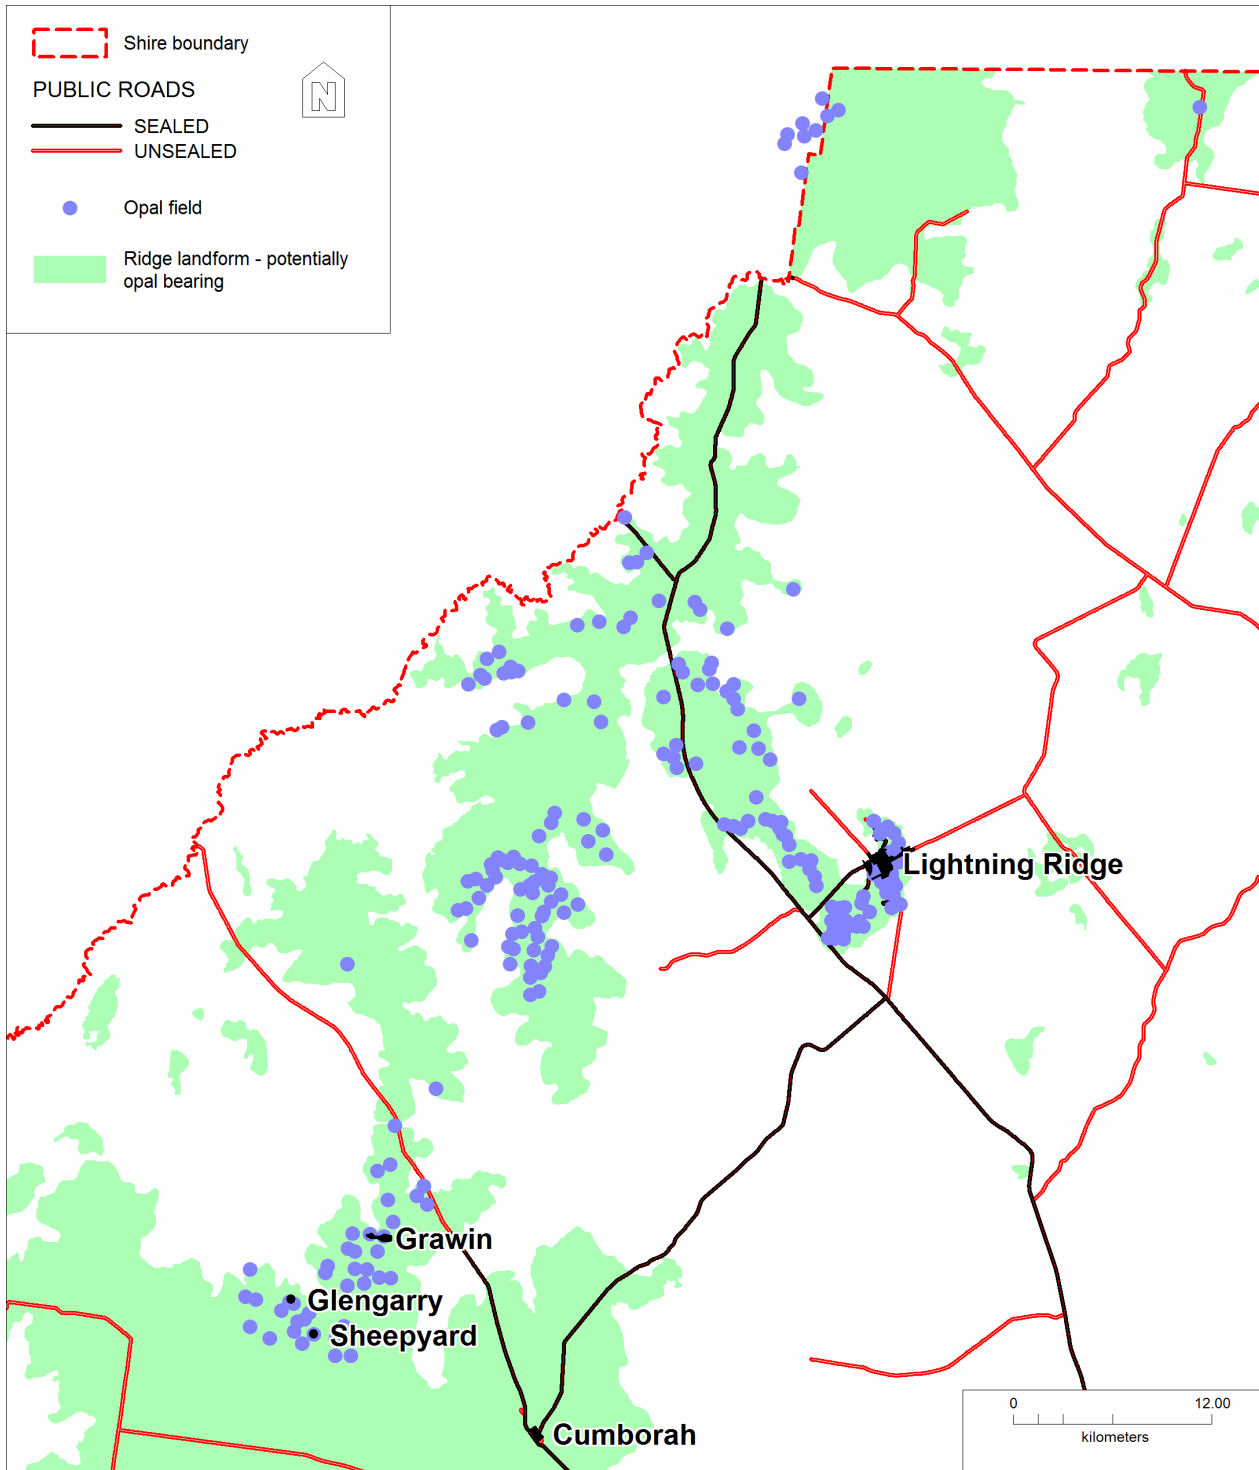 Shire boundary
PUBLIC ROADS
N
SEALED
UNSEALED
Opal field
Ridge landform - potentially
opal bearing
Lightning Ridge
Grawin
Glengarry
Sheepyard
Cumborah
0 12.00
kilometers